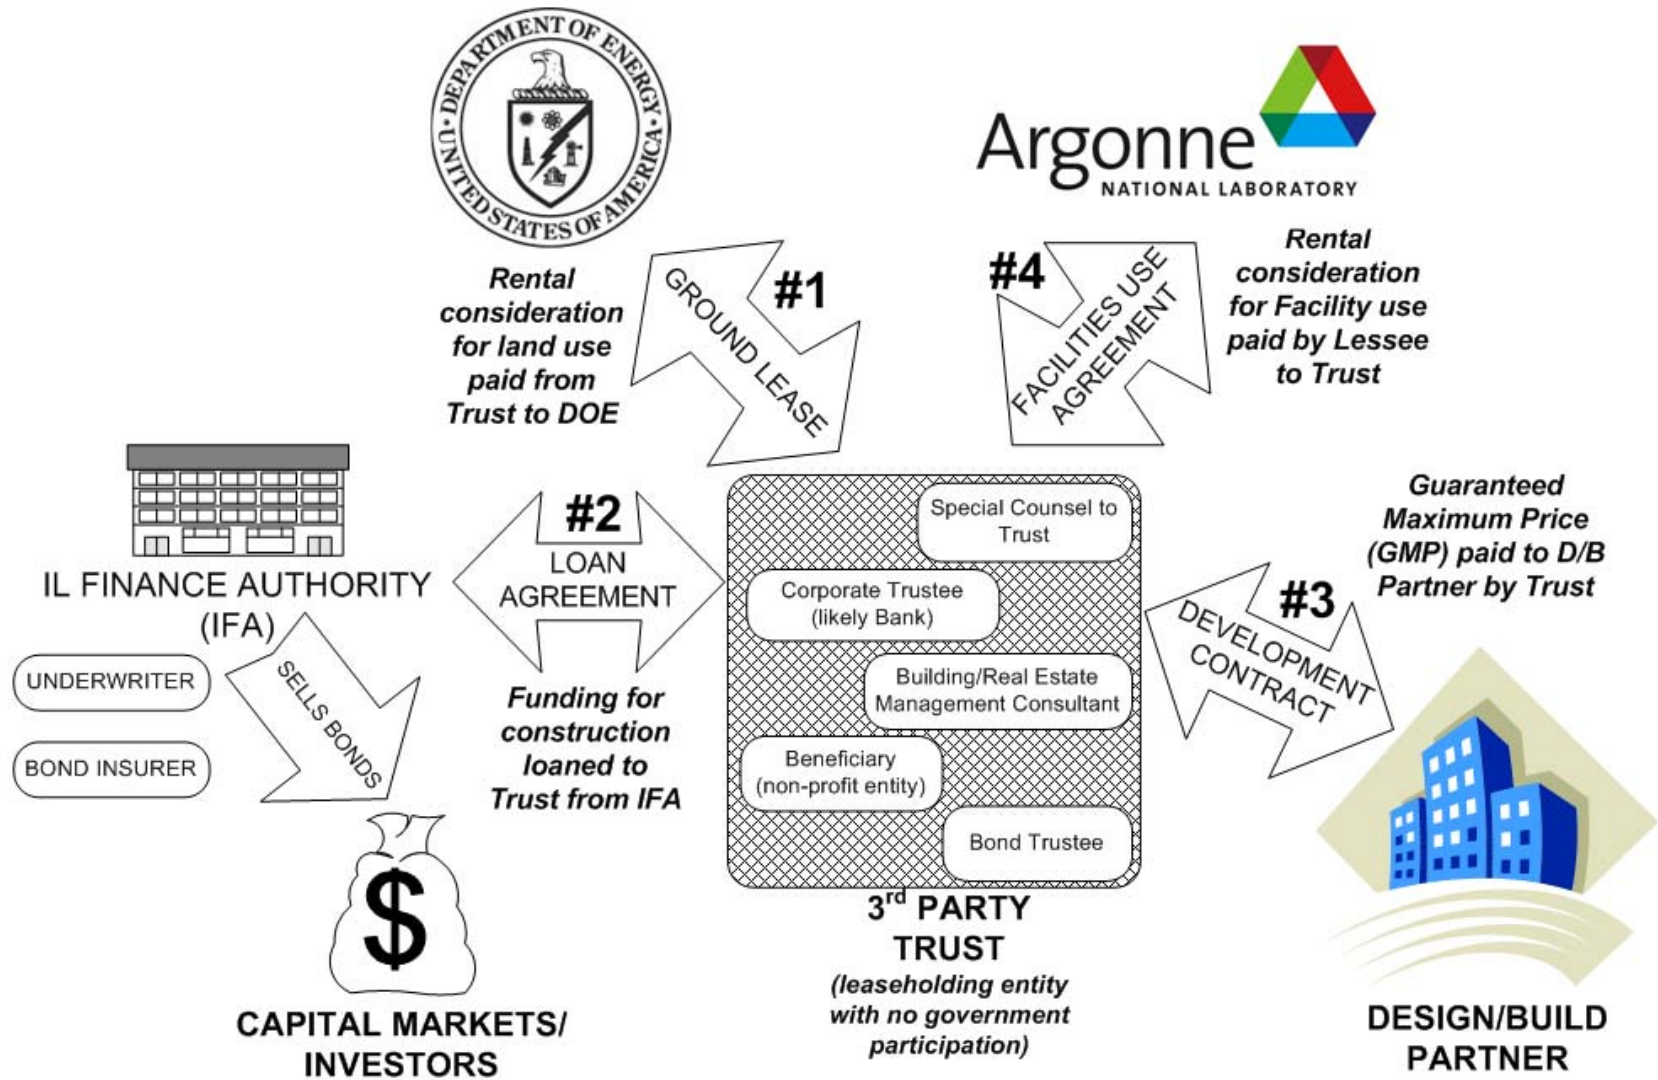 · DEPARTMENT OF ENERGY ·
UNITED STATES OF AMERICA
Argonne
NATIONAL LABORATORY
Rental
consideration
for land use
paid from
Trust to DOE
GROUND LEASE
#1
#4
FACILITIES USE
AGREEMENT
Rental
consideration
for Facility use
paid by Lessee
to Trust
IL FINANCE AUTHORITY
(IFA)
UNDERWRITER
BOND INSURER
SELLS BONDS
#2
LOAN
AGREEMENT
Funding for
construction
loaned to
Trust from IFA
Special Counsel to
Trust
Corporate Trustee
(likely Bank)
Building/Real Estate
Management Consultant
Beneficiary
(non-profit entity)
Bond Trustee
3rd PARTY
TRUST
(leaseholding entity
with no government
participation)
Guaranteed
Maximum Price
(GMP) paid to D/B
Partner by Trust
#3
DEVELOPMENT
CONTRACT
$
CAPITAL MARKETS/
INVESTORS
DESIGN/BUILD
PARTNER